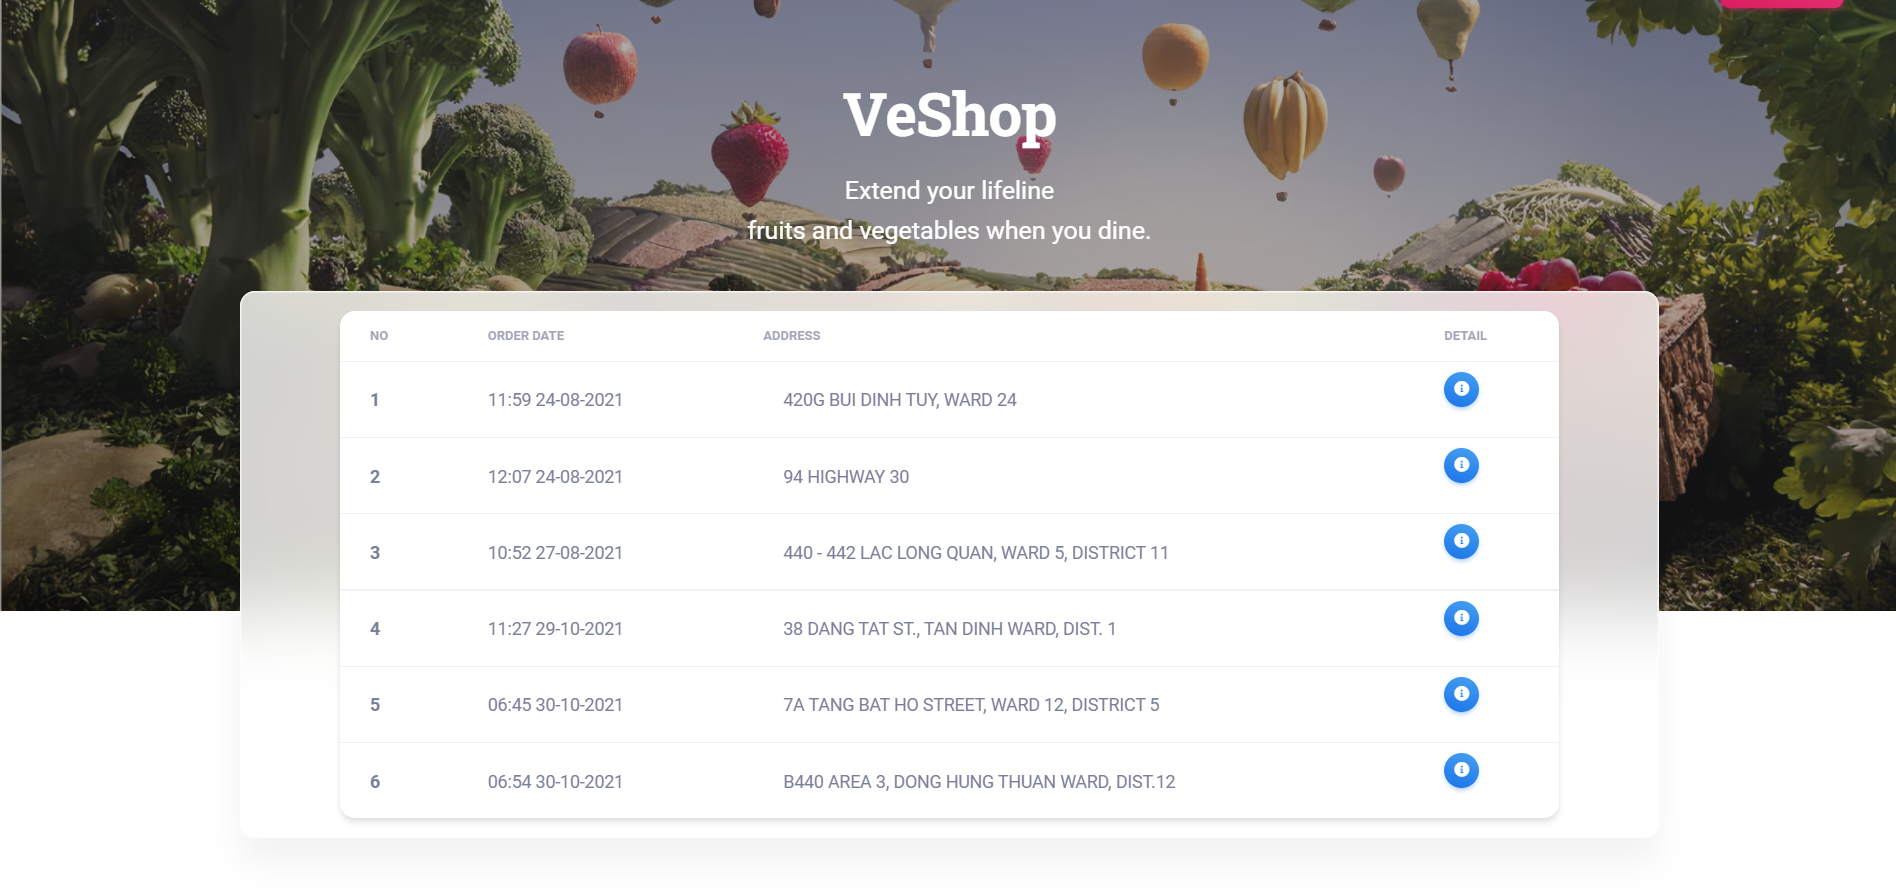 VeShop
Extend your lifeline
fruits and vegetables when you dine.
NO ORDER DATE ADDRESS DETAIL
1 11:59 24-08-2021 420G BUI DINH TUY, WARD 24
2 12:07 24-08-2021 94 HIGHWAY 30
3 10:52 27-08-2021 440 - 442 LAC LONG QUAN, WARD 5, DISTRICT 11
4 11:27 29-10-2021 38 DANG TAT ST., TAN DINH WARD, DIST. 1
5 06:45 30-10-2021 7A TANG BAT HO STREET, WARD 12, DISTRICT 5
6 06:54 30-10-2021 B440 AREA 3, DONG HUNG THUAN WARD, DIST.12